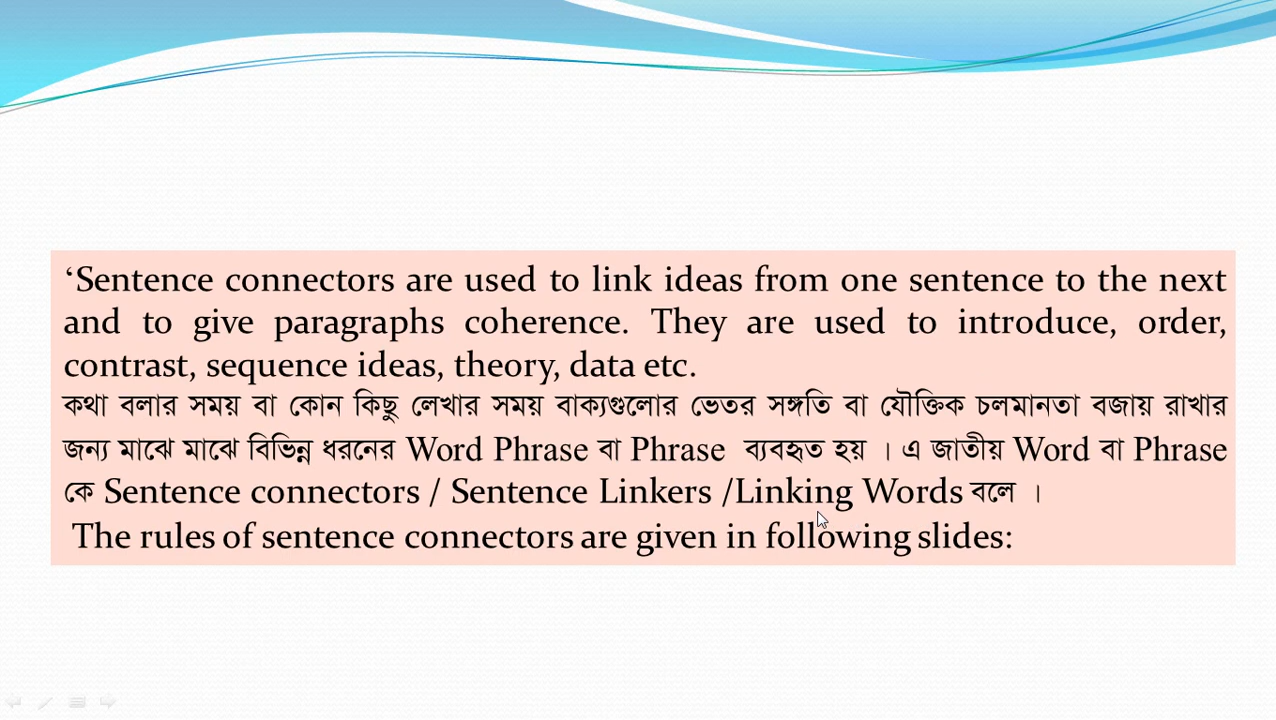 ‘Sentence connectors are used to link ideas from one sentence to the next
and to give paragraphs coherence. They are used to introduce, order,
contrast, sequence ideas, theory, data etc.
কথা বলার সময় বা কোন কিছু লেখার সময় বাক্যগুলোর ভেতর সঙ্গতি বা যৌক্তিক চলমানতা বজায় রাখার
জন্য মাঝে মাঝে বিভিন্ন ধরনের Word Phrase বা Phrase ব্যবহৃত হয় । এ জাতীয় Word বা Phrase
কে Sentence connectors / Sentence Linkers /Linking Words বলে ।
The rules of sentence connectors are given in following slides: